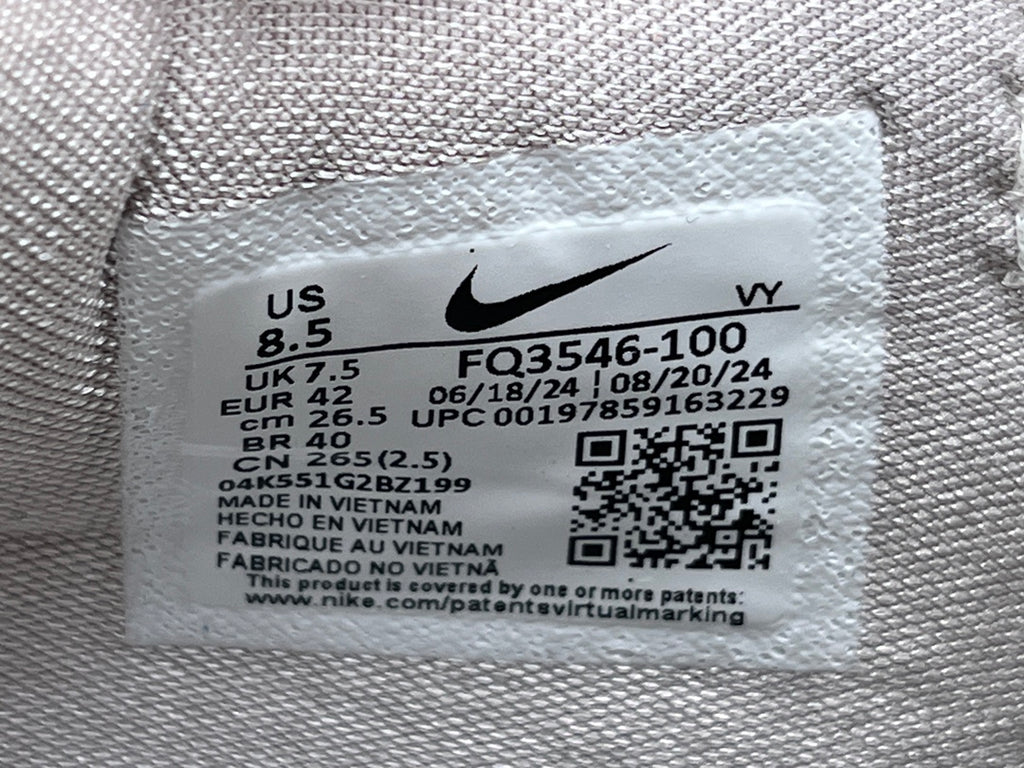 US
8.5
VY
UK 7.5
FQ3546-100
EUR 42
06/18/24 | 08/20/24
cm 26.5
UPC 00197859163229
BR 40
CN 265(2.5)
04K551G2BZ199
MADE IN VIETNAM
HECHO EN VIETNAM
FABRIQUE AU VIETNAM
FABRICADO NO VIETNÃ
This product is covered by one or more patents:
www.nike.com/patentsvirtualmarking